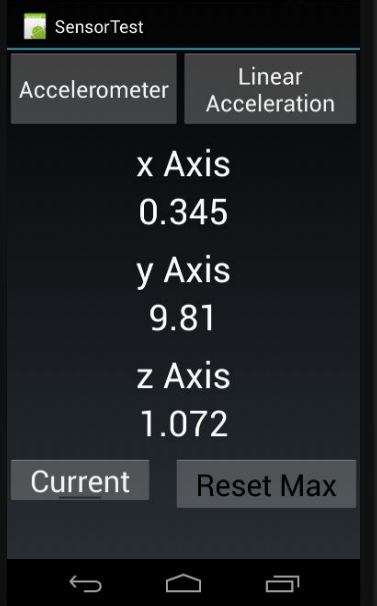 SensorTest
Accelerometer
Linear
Acceleration
x Axis
0.345
y Axis
9.81
z Axis
1.072
Current
Reset Max